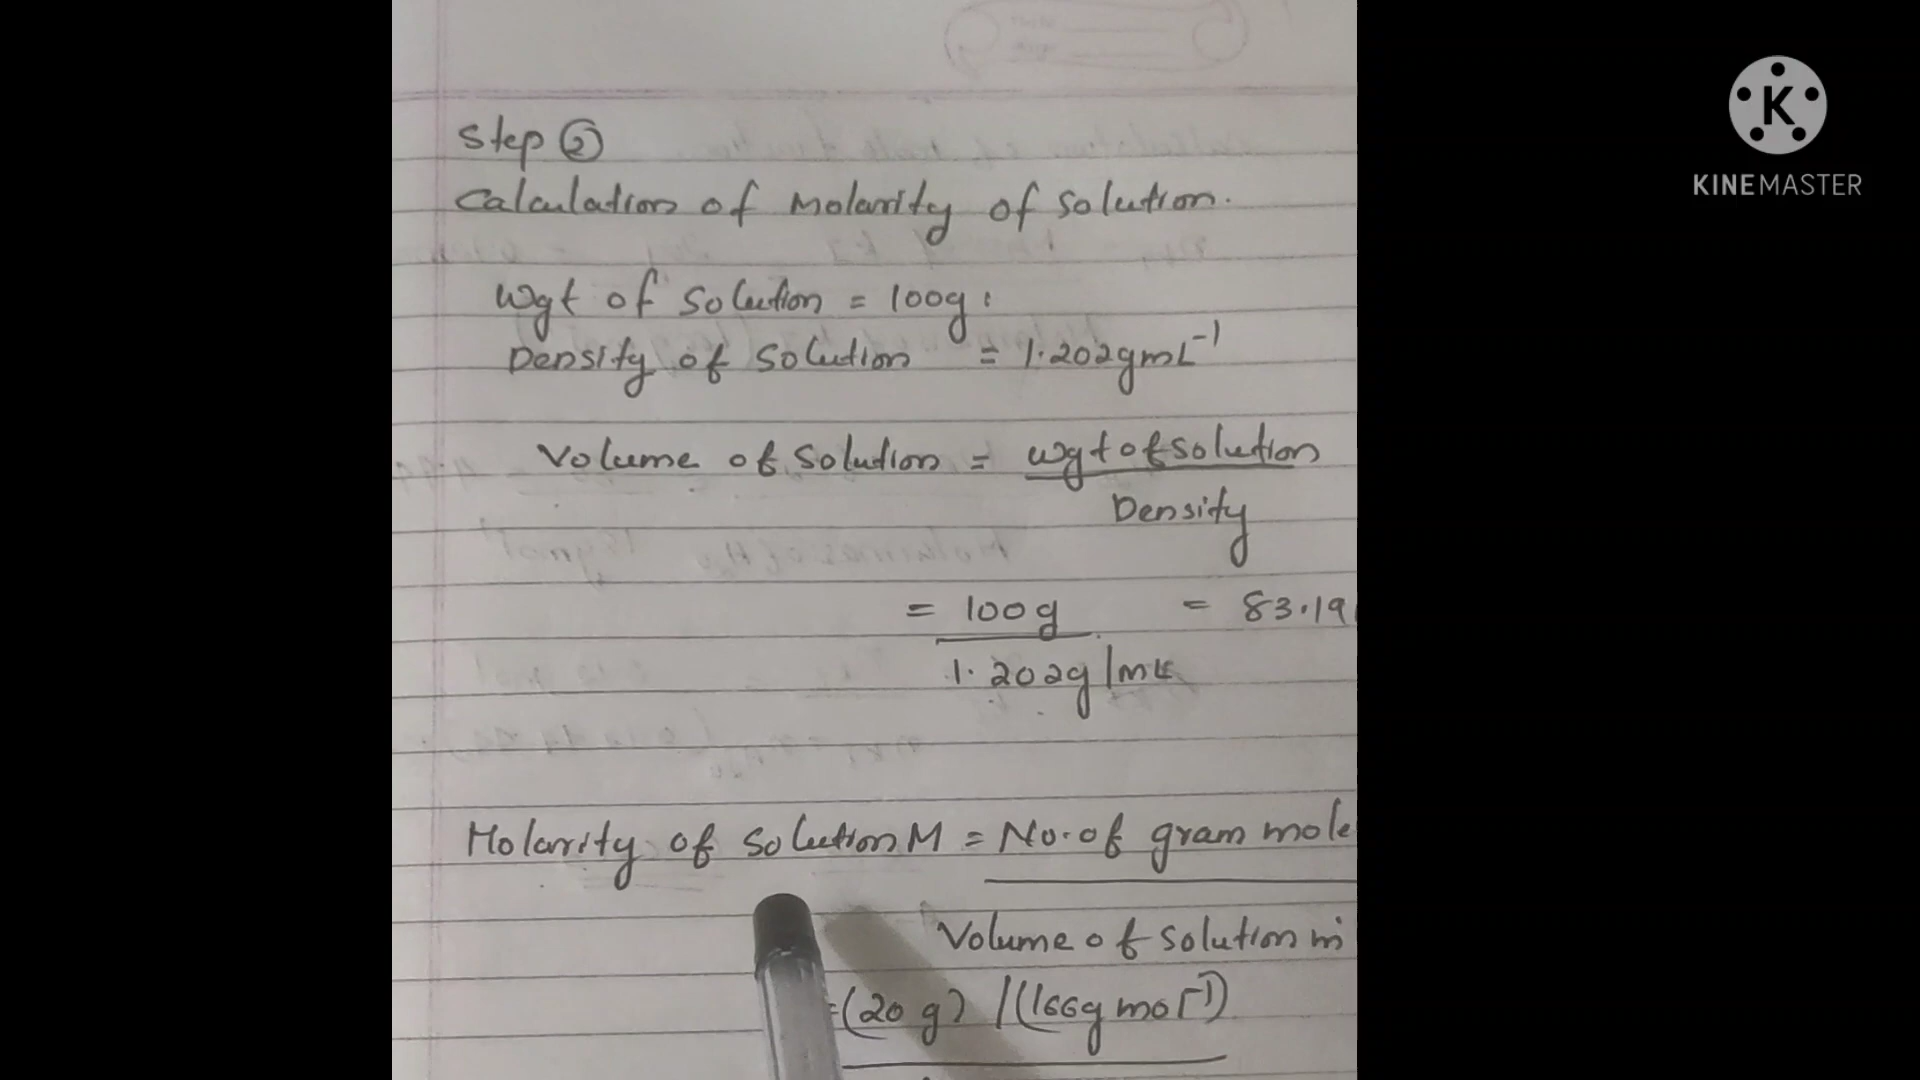 Step ②
Calculation of Molarity of solution.
Wgt of solution = 100g.
Density of solution = 1.202gmL⁻¹
Volume of solution = wgt of solution
Density
= 100g = 83.19
1.202g/mL
Molarity of solution M = No. of gram mole
Volume of solution in
=(20 g) /(166g mol⁻¹)
K
KINEMASTER